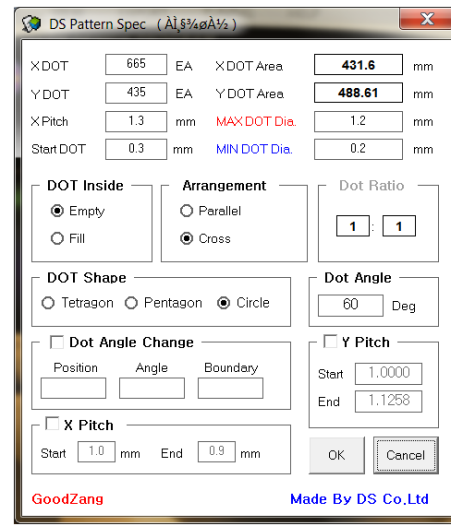 DS Pattern Spec ( ÀÌ¸§¾øÀ½ )
X DOT 665 EA X DOT Area 431.6 mm
Y DOT 435 EA Y DOT Area 488.61 mm
X Pitch 1.3 mm MAX DOT Dia. 1.2 mm
Start DOT 0.3 mm MIN DOT Dia. 0.2 mm
DOT Inside Arrangement Dot Ratio
Empty Parallel
1 : 1
Fill Cross
DOT Shape Dot Angle
Tetragon Pentagon Circle 60 Deg
Dot Angle Change Y Pitch
Position Angle Boundary
Start 1.0000
End 1.1258
X Pitch
Start 1.0 mm End 0.9 mm OK Cancel
GoodZang Made By DS Co,Ltd